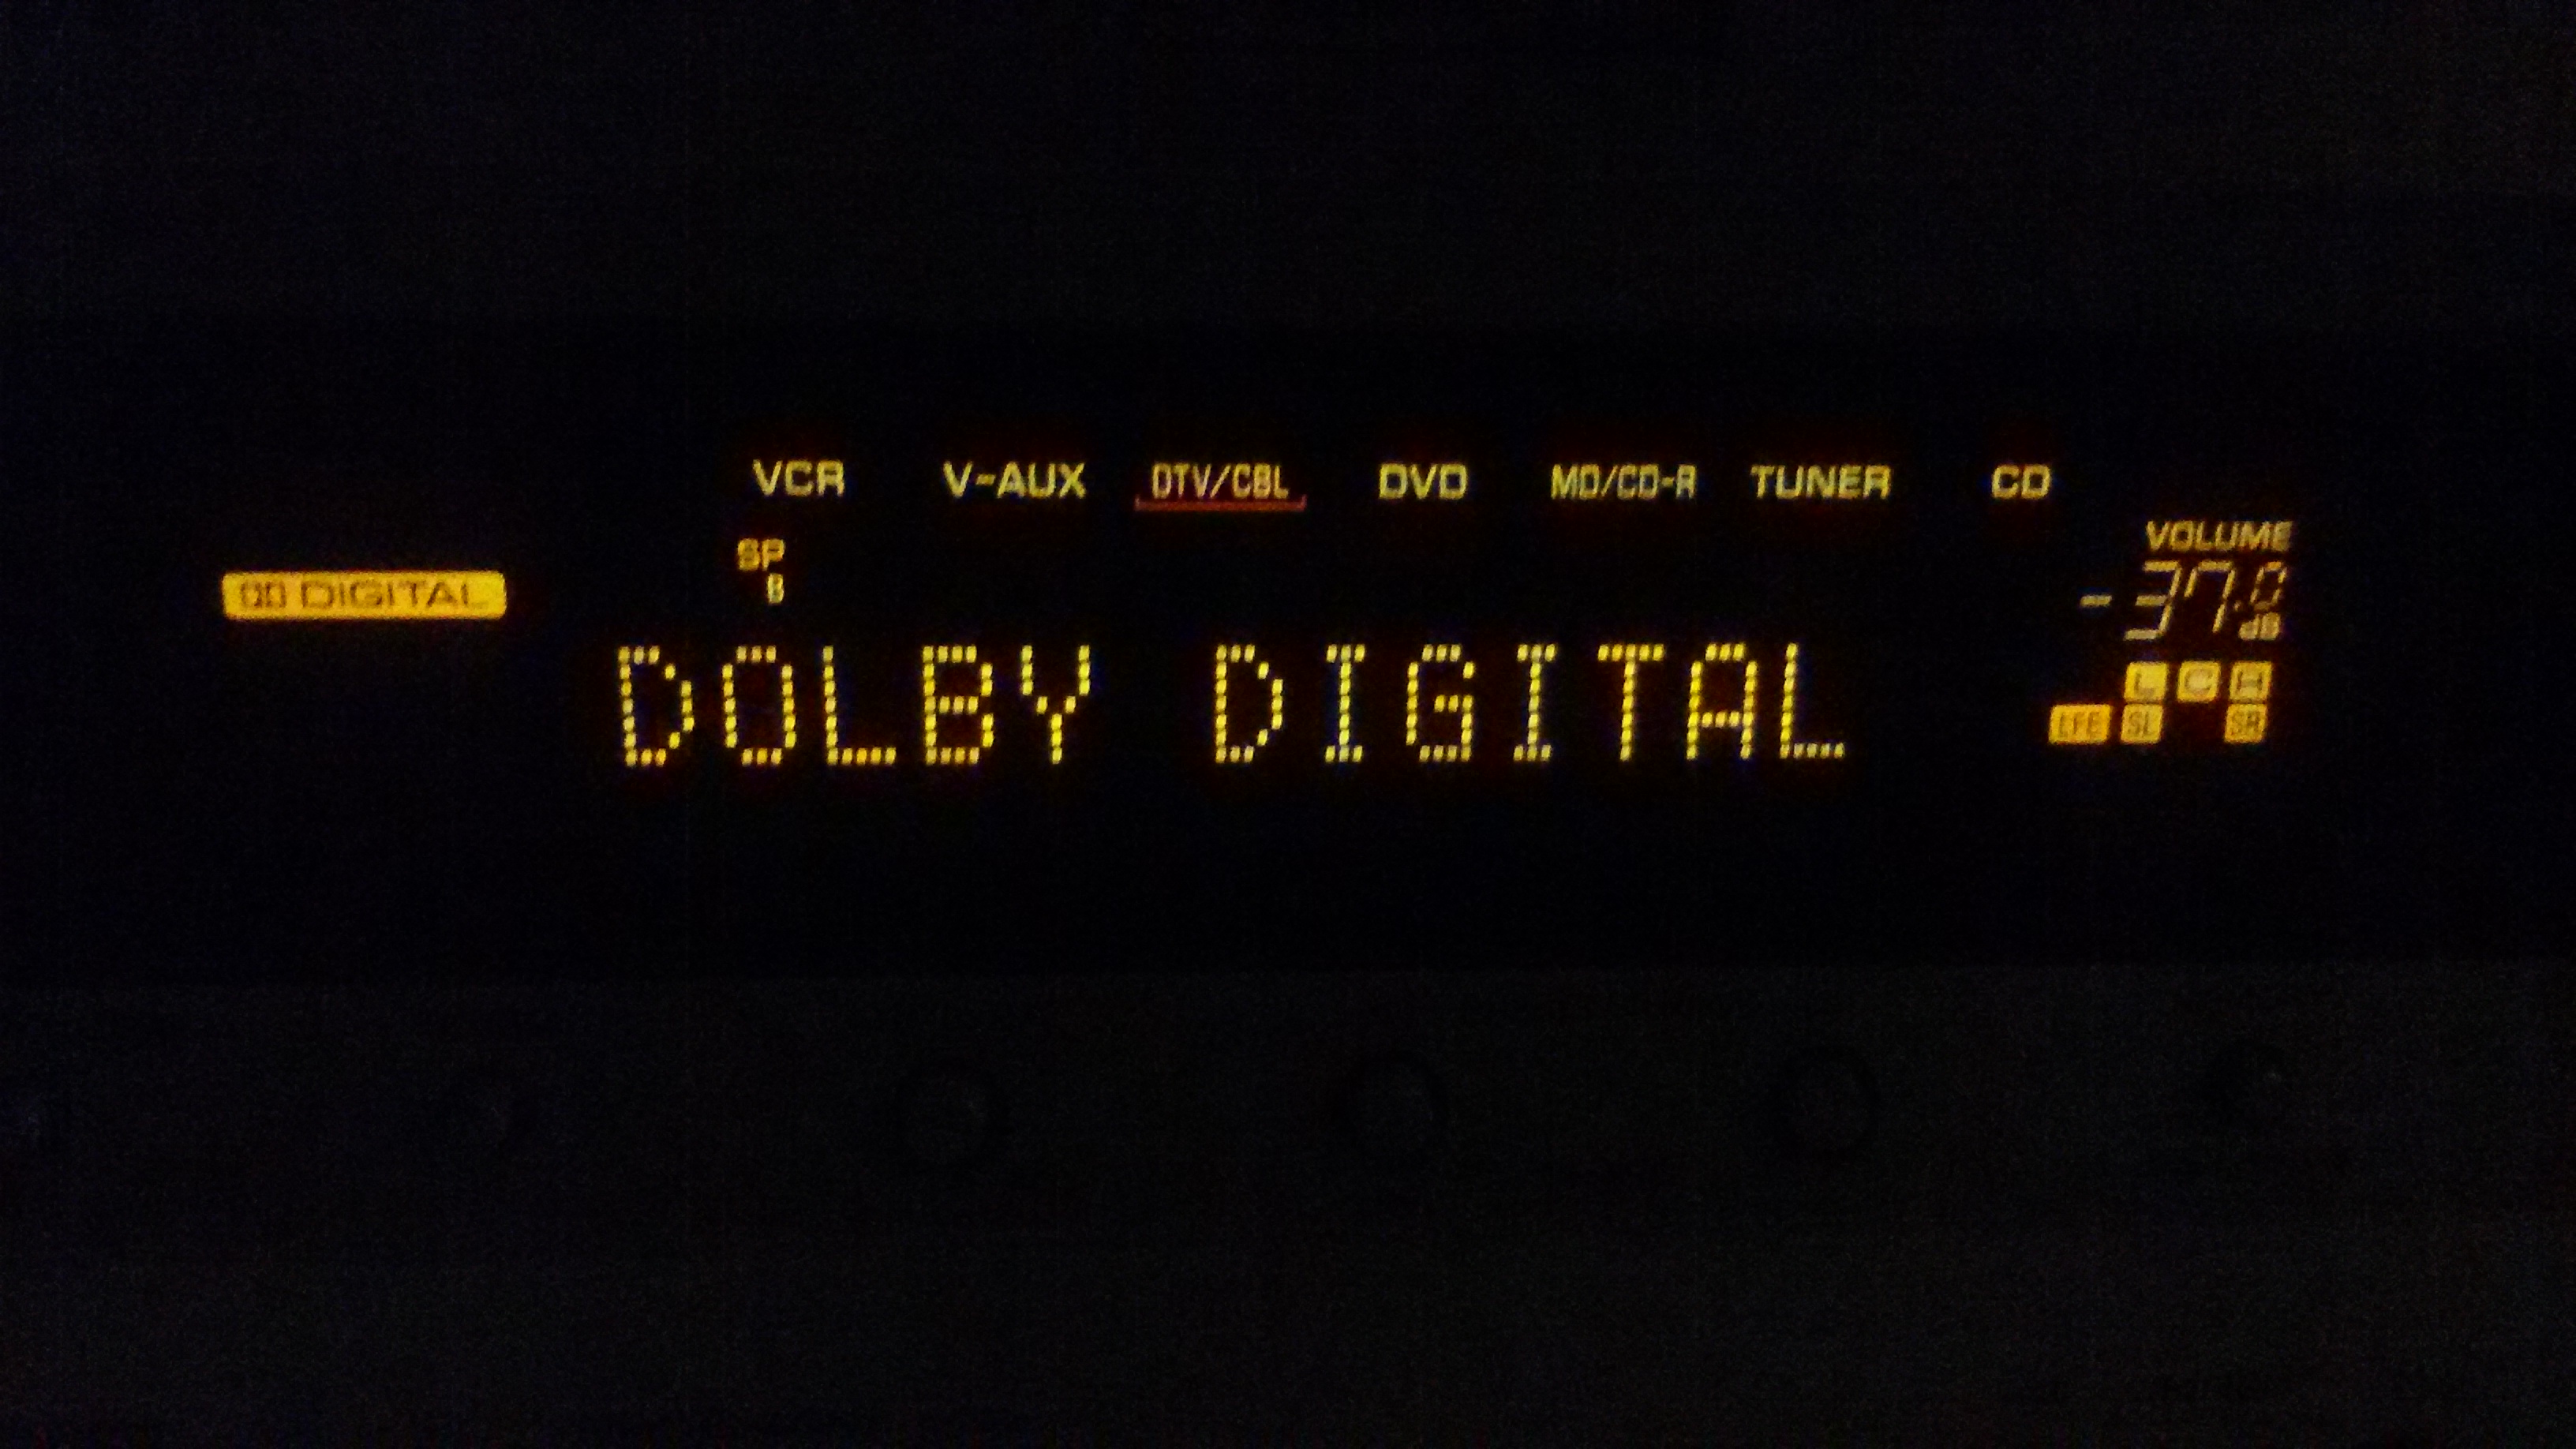 VCR V-AUX DTV/CBL DVD MD/CD-R TUNER CD
VOLUME
SP
B
DIGITAL
-37.0
dB
DOLBY DIGITAL
L C R
LFE SL SR